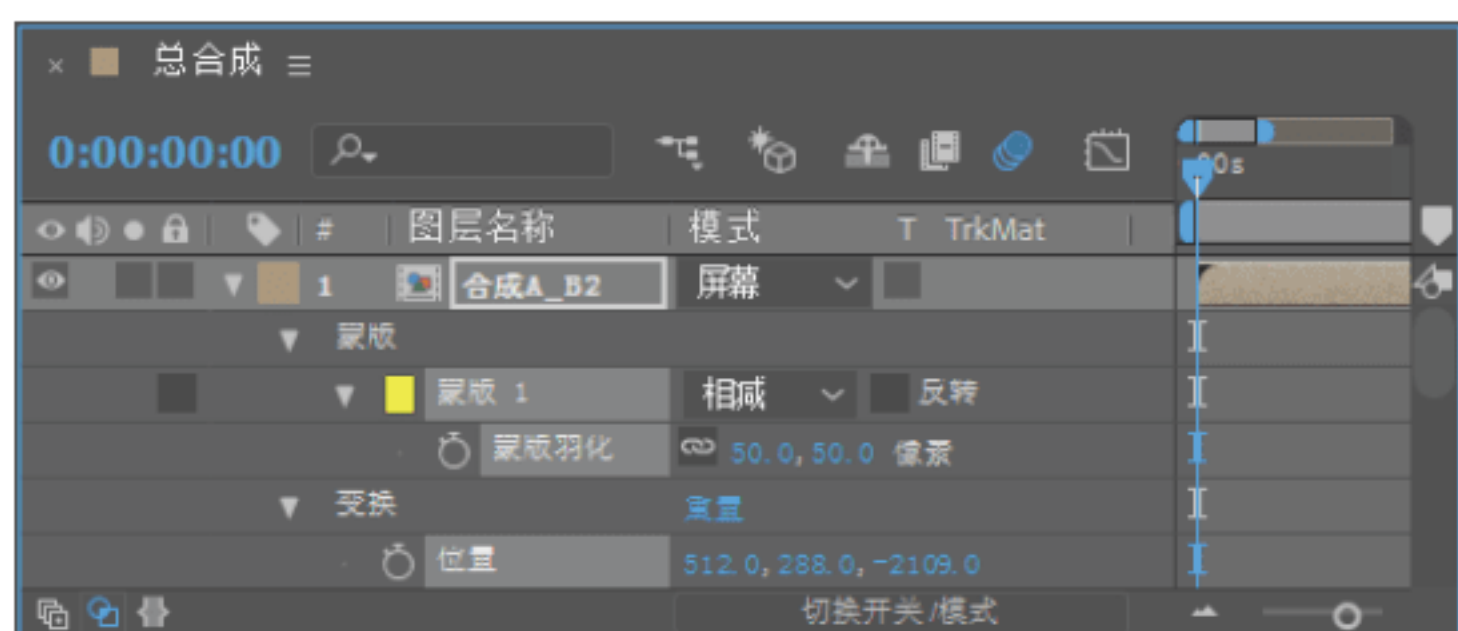 × 总合成 ≡
0:00:00:00
00s
# 图层名称 模式 T TrkMat
1 合成A_B2 屏幕
蒙版
蒙版 1 相减 反转
蒙版羽化 50.0,50.0 像素
变换 重置
位置 512.0,288.0,-2109.0
切换开关/模式